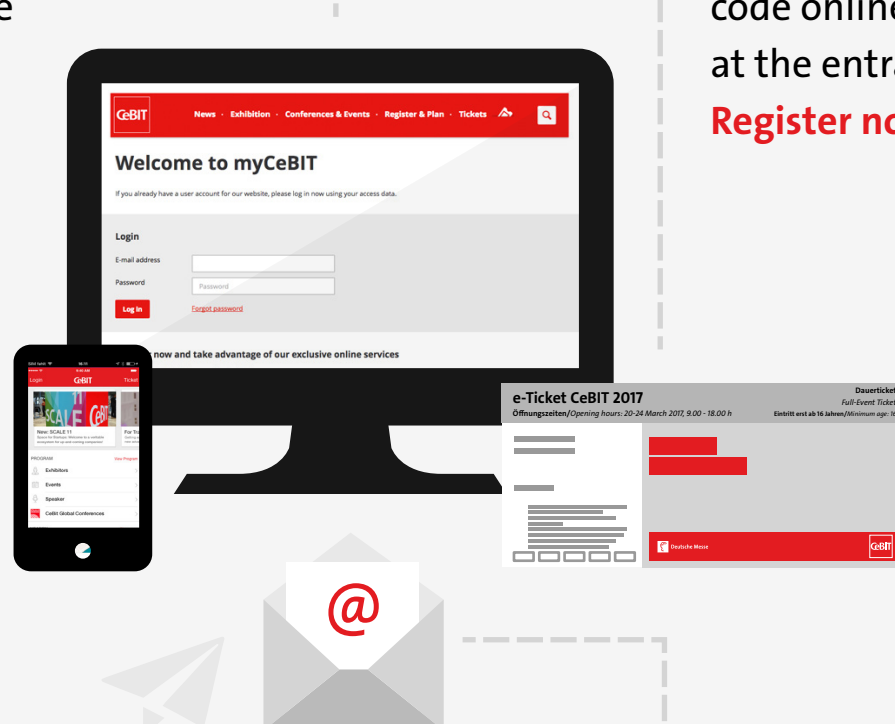 code online
at the entra
Register no
CeBIT
News · Exhibition · Conferences & Events · Register & Plan · Tickets
Welcome to myCeBIT
If you already have a user account for our website, please log in now using your access data.
Login
E-mail address
Password
Password
Log in
Forgot password
now and take advantage of our exclusive online services
Login
CeBIT
Ticket
SCALE
CeBIT
New: SCALE 11
PROGRAM
View Program
Exhibitors
Events
Speaker
CeBit Global Conferences
e-Ticket CeBIT 2017
Dauerticket
Full-Event Ticket
Öffnungszeiten/Opening hours: 20-24 March 2017, 9.00 - 18.00 h
Eintritt erst ab 16 Jahren/Minimum age: 16
Deutsche Messe
CeBIT
@